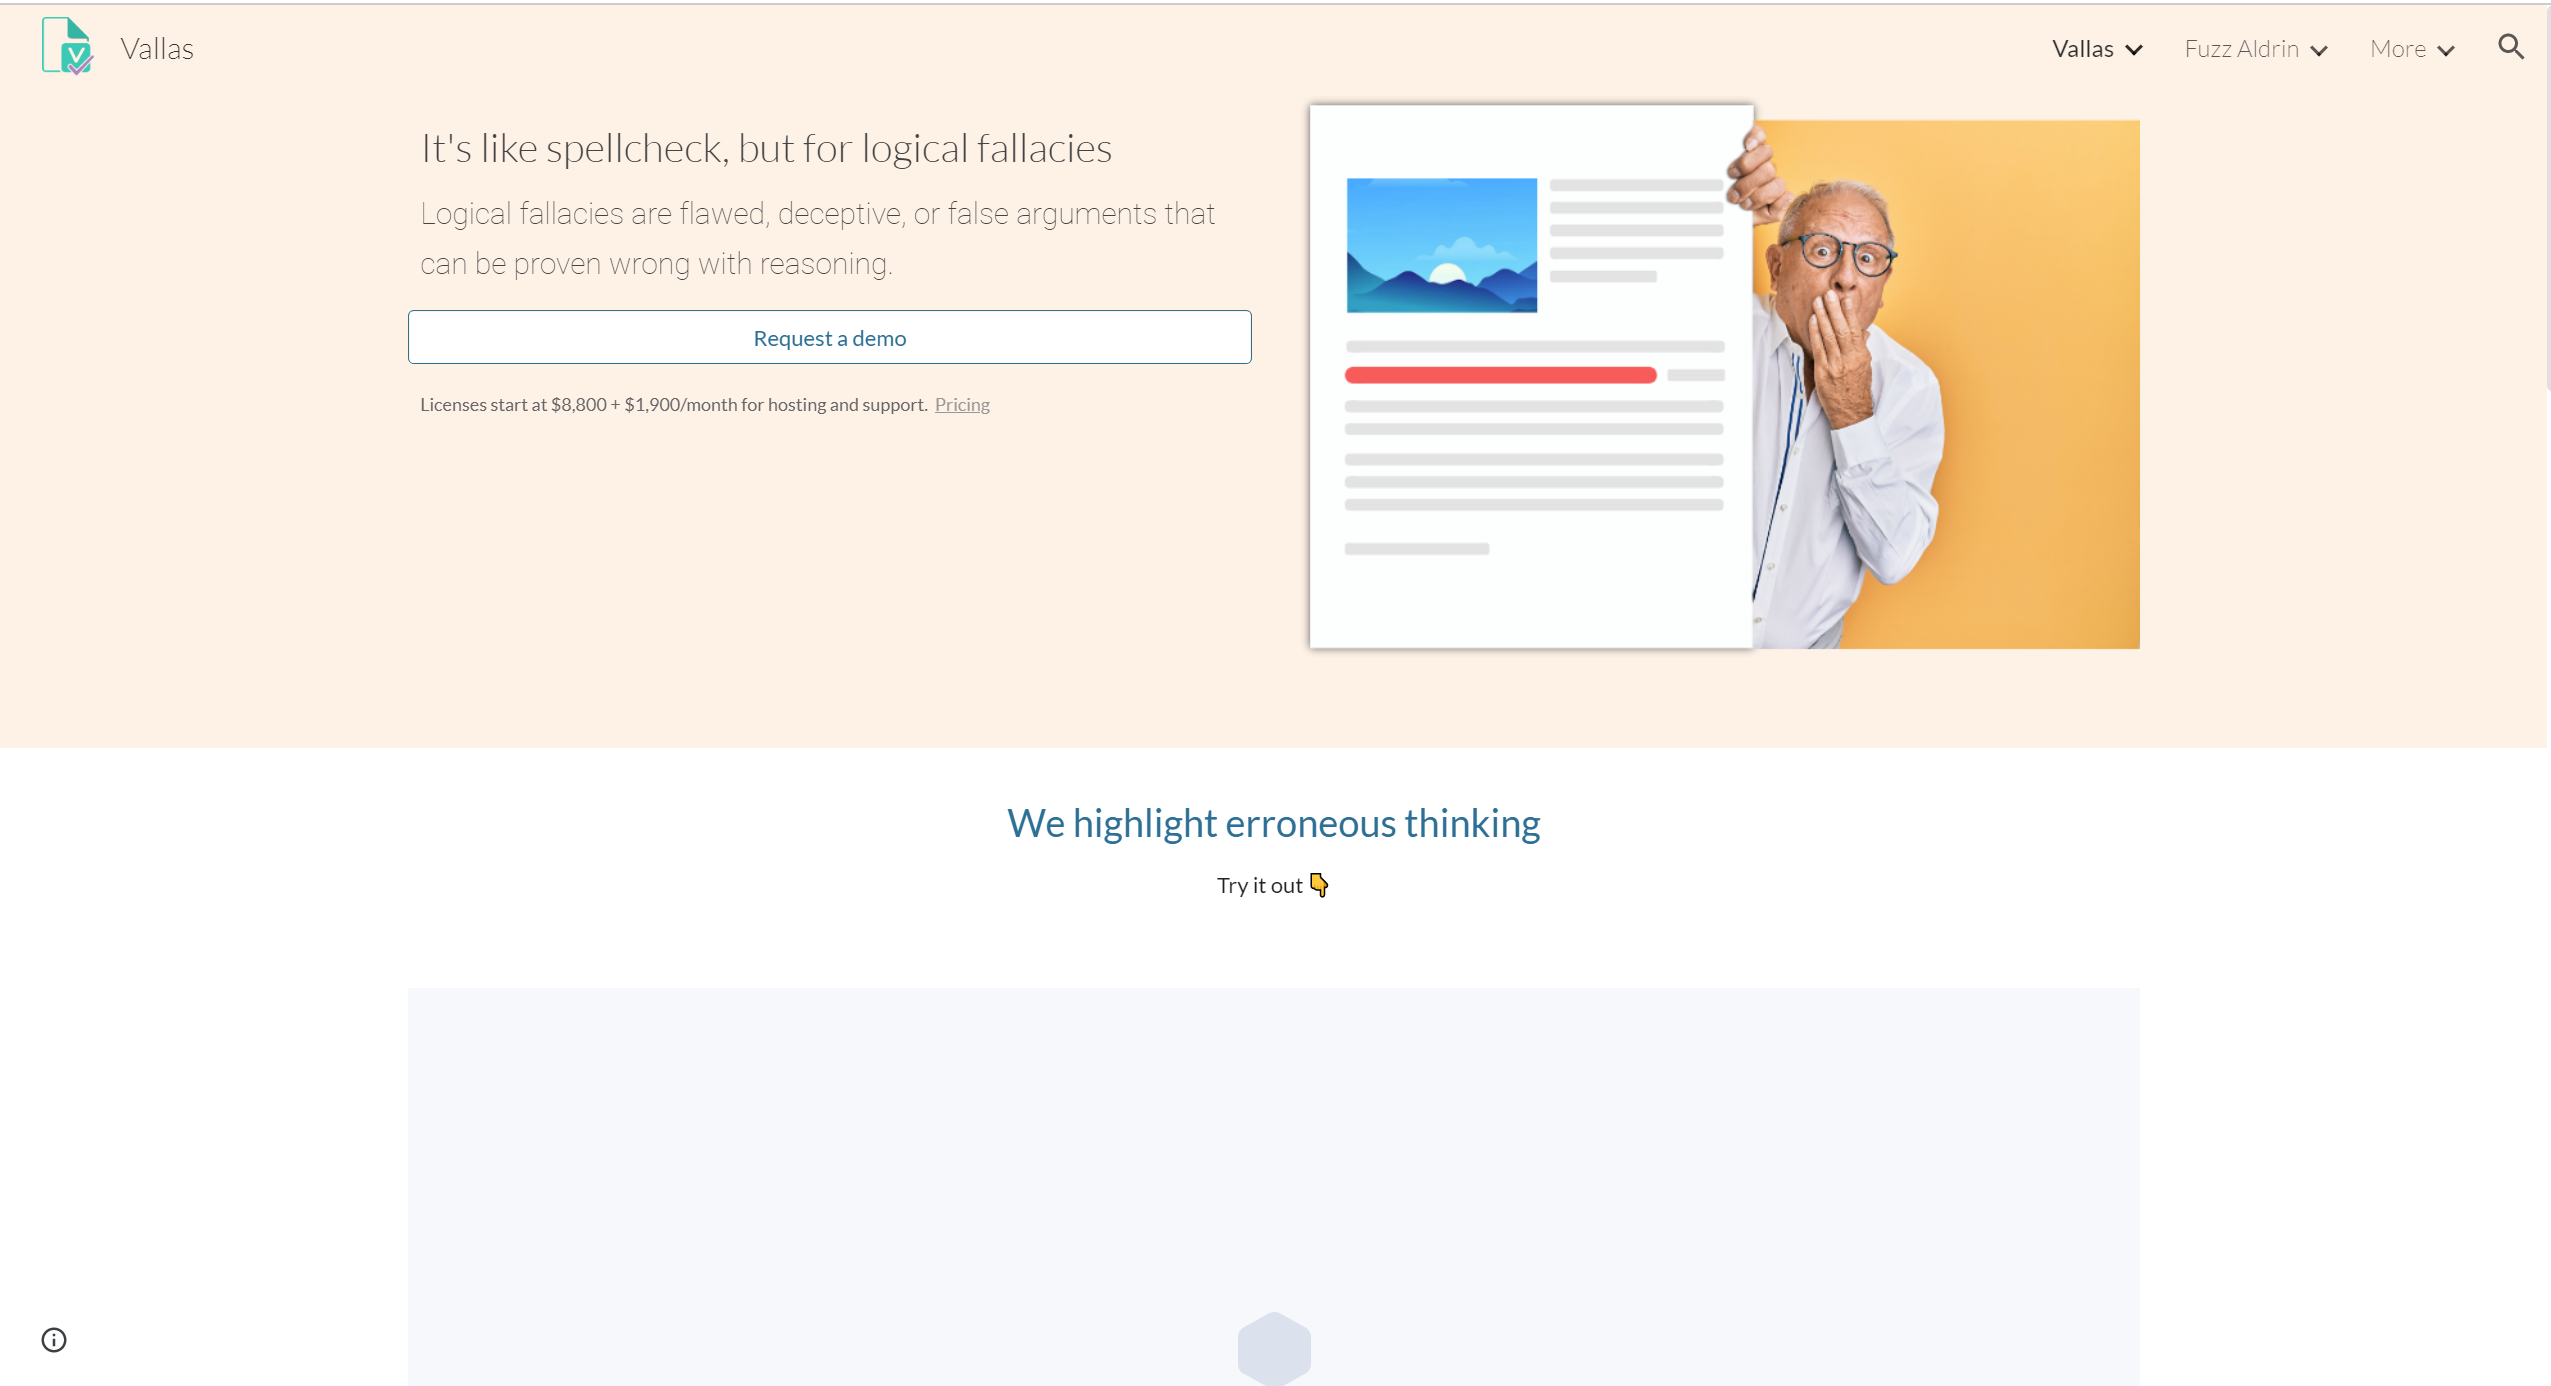 Vallas
Vallas
Fuzz Aldrin
More
It's like spellcheck, but for logical fallacies
Logical fallacies are flawed, deceptive, or false arguments that
can be proven wrong with reasoning.
Request a demo
Licenses start at $8,800 + $1,900/month for hosting and support. Pricing
We highlight erroneous thinking
Try it out 👇